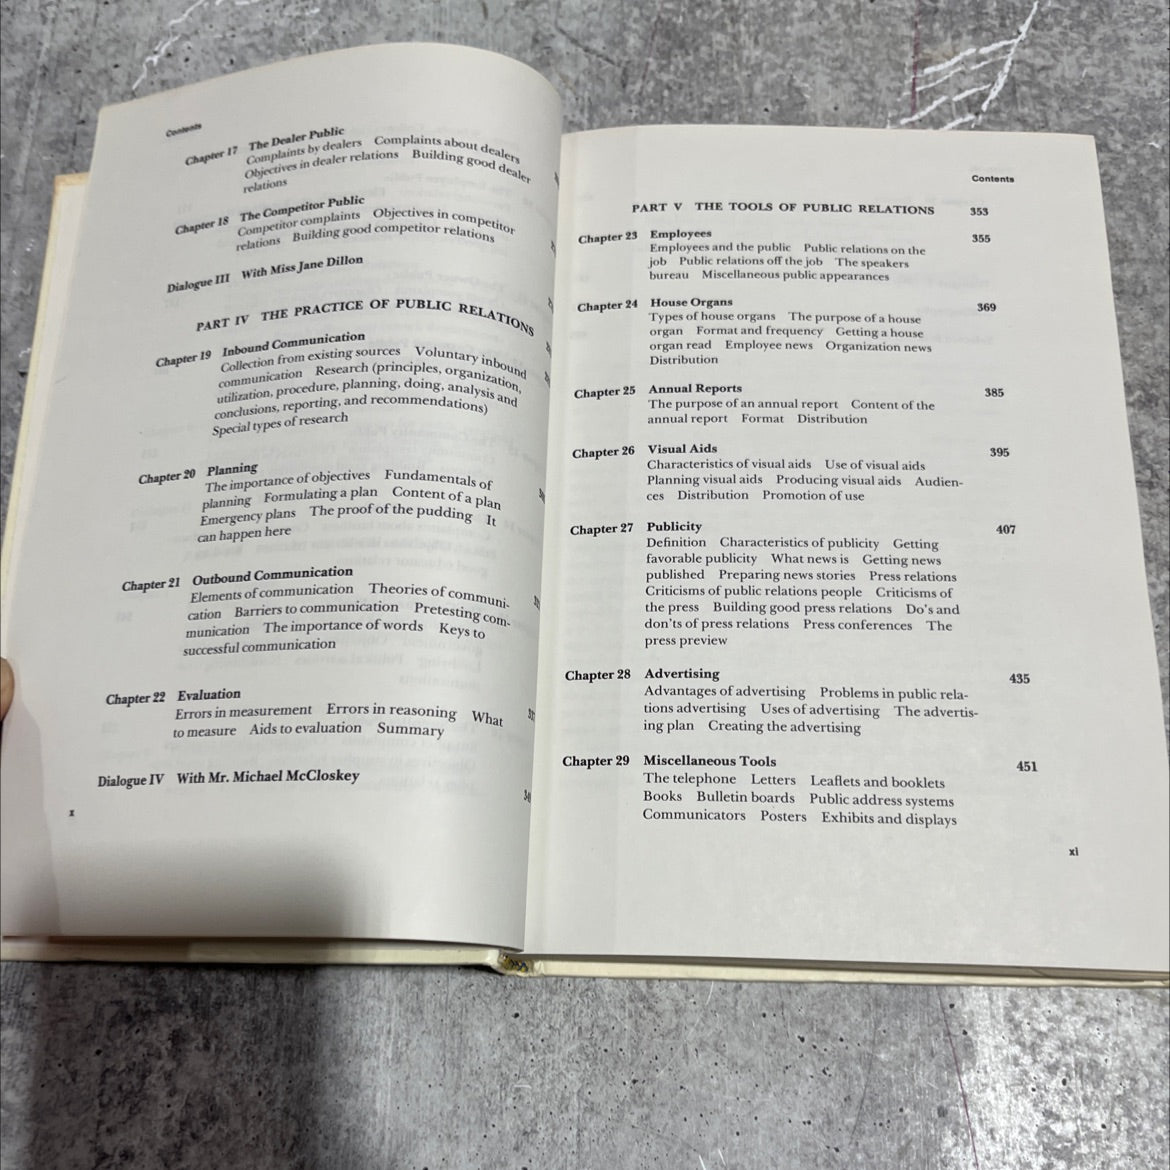 Contents
Chapter 17 The Dealer Public
Complaints by dealers Complaints about dealers
Objectives in dealer relations Building good dealer
relations
Chapter 18 The Competitor Public
Competitor complaints Objectives in competitor
relations Building good competitor relations
Dialogue III With Miss Jane Dillon
PART IV THE PRACTICE OF PUBLIC RELATIONS
Chapter 19 Inbound Communication
Collection from existing sources Voluntary inbound
communication Research (principles, organization,
utilization, procedure, planning, doing, analysis and
conclusions, reporting, and recommendations)
Special types of research
Chapter 20 Planning
The importance of objectives Fundamentals of
planning Formulating a plan Content of a plan
Emergency plans The proof of the pudding It
can happen here
Chapter 21 Outbound Communication
Elements of communication Theories of communi-
cation Barriers to communication Pretesting com-
munication The importance of words Keys to
successful communication
Chapter 22 Evaluation
Errors in measurement Errors in reasoning What
to measure Aids to evaluation Summary
Dialogue IV With Mr. Michael McCloskey
x
Contents
PART V THE TOOLS OF PUBLIC RELATIONS 353
Chapter 23 Employees 355
Employees and the public Public relations on the
job Public relations off the job The speakers
bureau Miscellaneous public appearances
Chapter 24 House Organs 369
Types of house organs The purpose of a house
organ Format and frequency Getting a house
organ read Employee news Organization news
Distribution
Chapter 25 Annual Reports 385
The purpose of an annual report Content of the
annual report Format Distribution
Chapter 26 Visual Aids 395
Characteristics of visual aids Use of visual aids
Planning visual aids Producing visual aids Audien-
ces Distribution Promotion of use
Chapter 27 Publicity 407
Definition Characteristics of publicity Getting
favorable publicity What news is Getting news
published Preparing news stories Press relations
Criticisms of public relations people Criticisms of
the press Building good press relations Do's and
don'ts of press relations Press conferences The
press preview
Chapter 28 Advertising 435
Advantages of advertising Problems in public rela-
tions advertising Uses of advertising The advertis-
ing plan Creating the advertising
Chapter 29 Miscellaneous Tools 451
The telephone Letters Leaflets and booklets
Books Bulletin boards Public address systems
Communicators Posters Exhibits and displays
xi